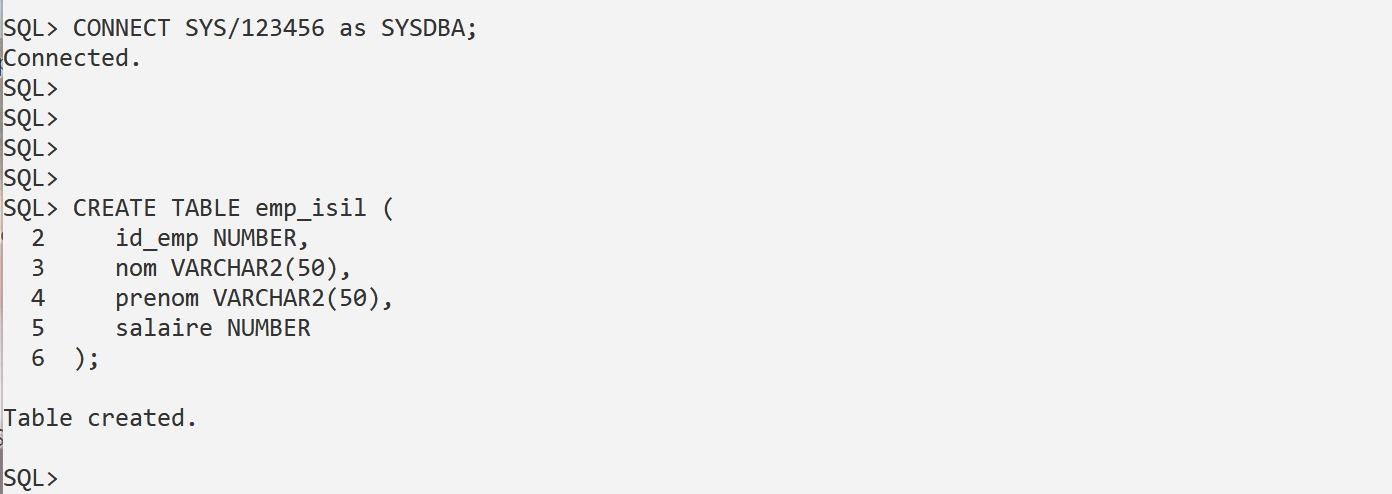 SQL> CONNECT SYS/123456 as SYSDBA;
Connected.
SQL>
SQL>
SQL>
SQL>
SQL> CREATE TABLE emp_isil (
  2     id_emp NUMBER,
  3     nom VARCHAR2(50),
  4     prenom VARCHAR2(50),
  5     salaire NUMBER
  6  );
Table created.
SQL>